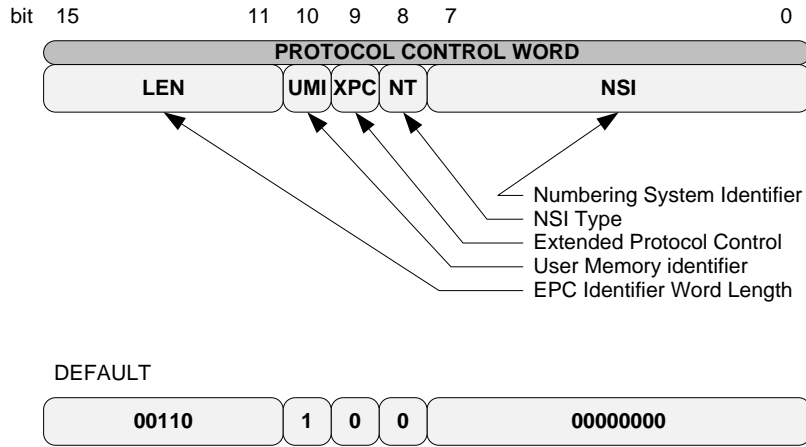 bit 15 11 10 9 8 7 0
PROTOCOL CONTROL WORD
LEN UMI XPC NT NSI
Numbering System Identifier
NSI Type
Extended Protocol Control
User Memory identifier
EPC Identifier Word Length
DEFAULT
00110 1 0 0 00000000